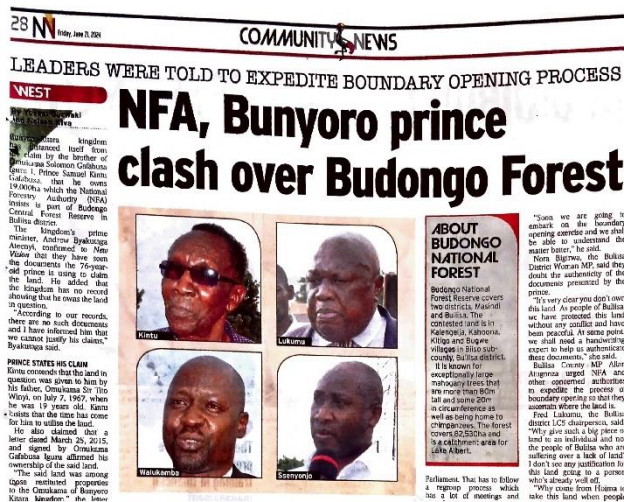 28 NN Friday, June 21, 2024
COMMUNITY NEWS
LEADERS WERE TOLD TO EXPEDITE BOUNDARY OPENING PROCESS
WEST
NFA, Bunyoro prince
clash over Budongo Forest
By
kingdom
distanced itself from
claim by the brother of
Omukama Solomon Gafabusa
Iguru I, Prince Samuel Kintu
Gafabusa, that he owns
19,000ha which the National
Forestry Authority (NFA)
insists is part of Budongo
Central Forest Reserve in
Buliisa district.
The kingdom's prime
minister, Andrew Byakutaga
Ateenyi, confirmed to New
Vision that they have seen
the documents the 76-year-
old prince is using to claim
the land. He added that
the kingdom has no record
showing that he owns the land
in question.
"According to our records,
there are no such documents
and I have informed him that
we cannot justify his claims,"
Byakutaga said.
PRINCE STATES HIS CLAIM
Kintu contends that the land in
question was given to him by
his father, Omukama Sir Tito
Winyi, on July 7, 1967, when
he was 19 years old. Kintu
insists that the time has come
for him to utilise the land.
He also claimed that a
letter dated March 25, 2015,
and signed by Omukama
Gafabusa Iguru affirmed his
ownership of the said land.
"The said land was among
those restituted properties
to the Omukama of Bunyoro
Kitara kingdom," the letter
Kintu
Lukumu
Walukamba
Ssenyonjo
ABOUT
BUDONGO
NATIONAL
FOREST
Budongo National
Forest Reserve covers
two districts, Masindi
and Buliisa. The
contested land is in
Kalengeija, Kahoona,
Kitigo and Bugwe
villages in Biiso sub-
county, Buliisa district.
It is known for
exceptionally large
mahogany trees that
are more than 80m
tall and some 20m
in circumference as
well as being home to
chimpanzees. The forest
covers 82,530ha and
is a catchment area for
Lake Albert.
Parliament. That has to follow
a regroup process which
has a lot of meetings and
"Soon we are going to
embark on the boundary
opening exercise and we shall
be able to understand the
matter better," he said.
Nora Bigirwa, the Buliisa
District Woman MP, said they
doubt the authenticity of the
documents presented by the
prince.
"It's very clear you don't own
this land. As people of Buliisa,
we have protected this land
without any conflict and have
been peaceful. At some point,
we shall need a handwriting
expert to help us authenticate
these documents," she said.
Buliisa County MP Allan
Atugonza urged NFA and
other concerned authorities
to expedite the process of
boundary opening so that they
ascertain where the land is.
Fred Lukumu, the Buliisa
district LC5 chairperson, said:
"Why give such a big piece of
land to an individual and not
the people of Buliisa who are
suffering over a lack of land?
I don't see any justification for
this land going to a person
who's already well off.
"Why come from Hoima to
take this land when people